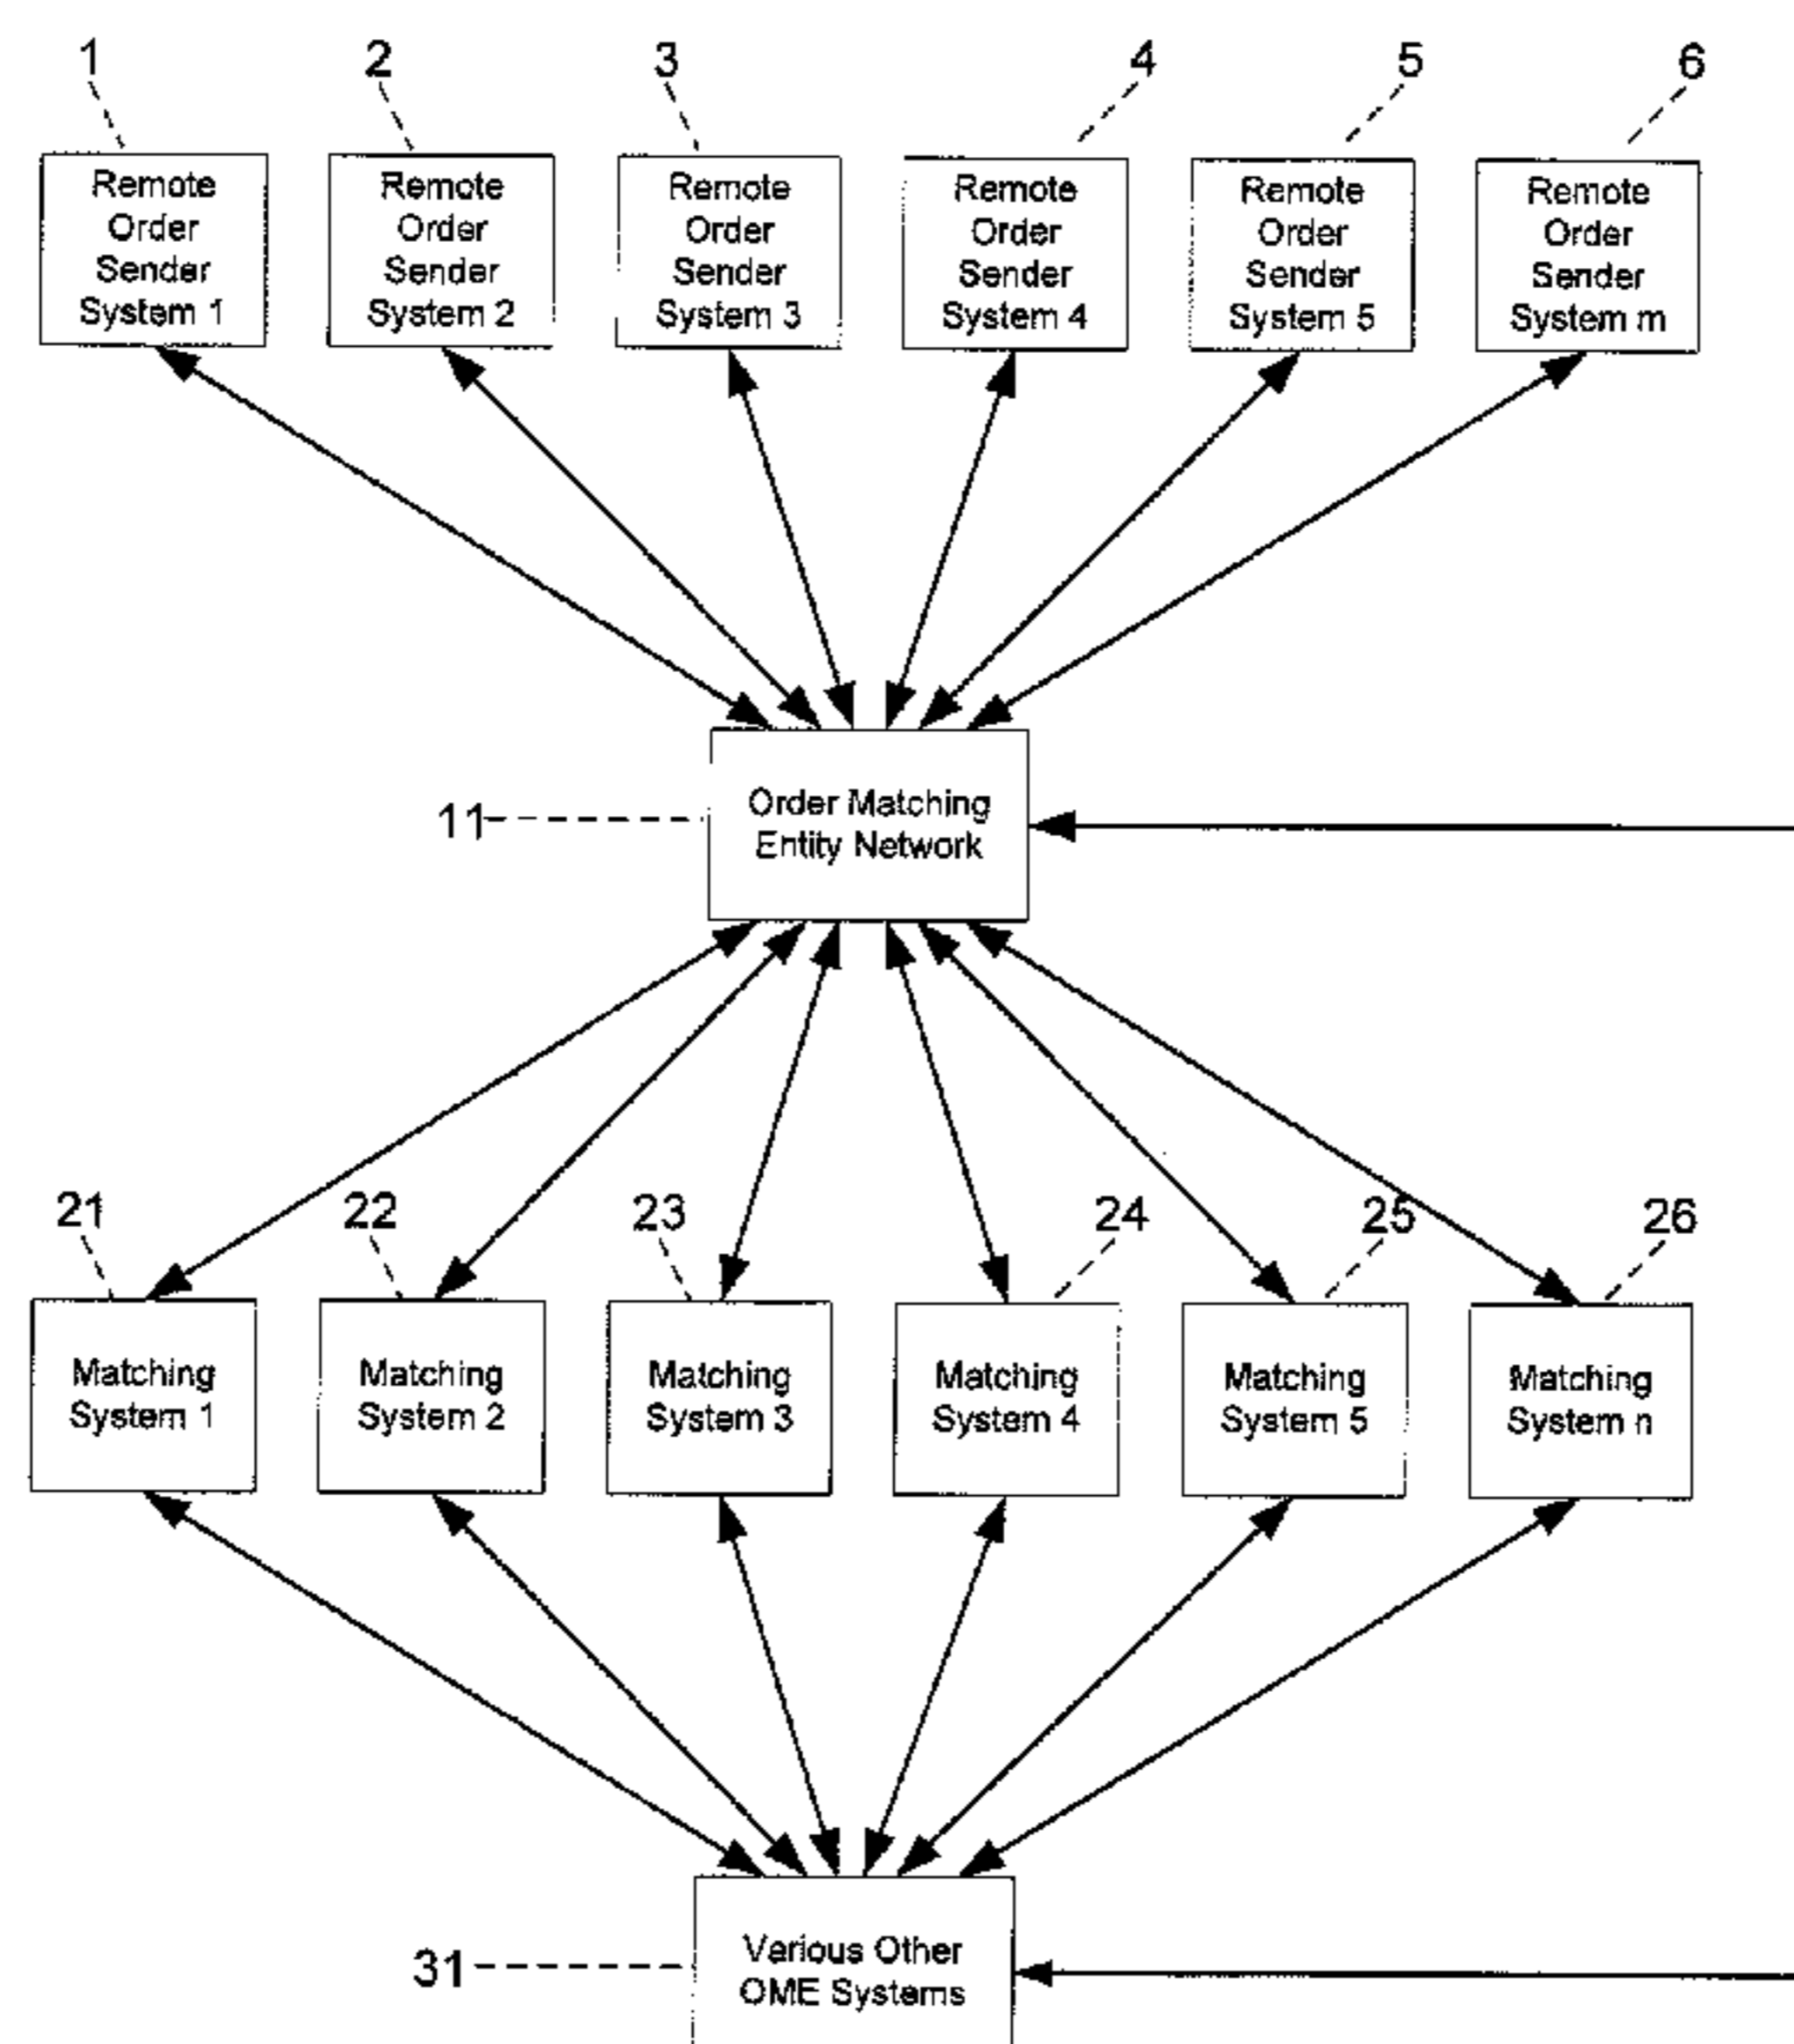 1 2 3 4 5 6
Remote Remote Remote Remote Remote Remote
Order Order Order Order Order Order
Sender Sender Sender Sender Sender Sender
System 1 System 2 System 3 System 4 System 5 System m
Order Matching
11
Entity Network
21 22 23 24 25 26
Matching Matching Matching Matching Matching Matching
System 1 System 2 System 3 System 4 System 5 System n
Various Other
31
OME Systems